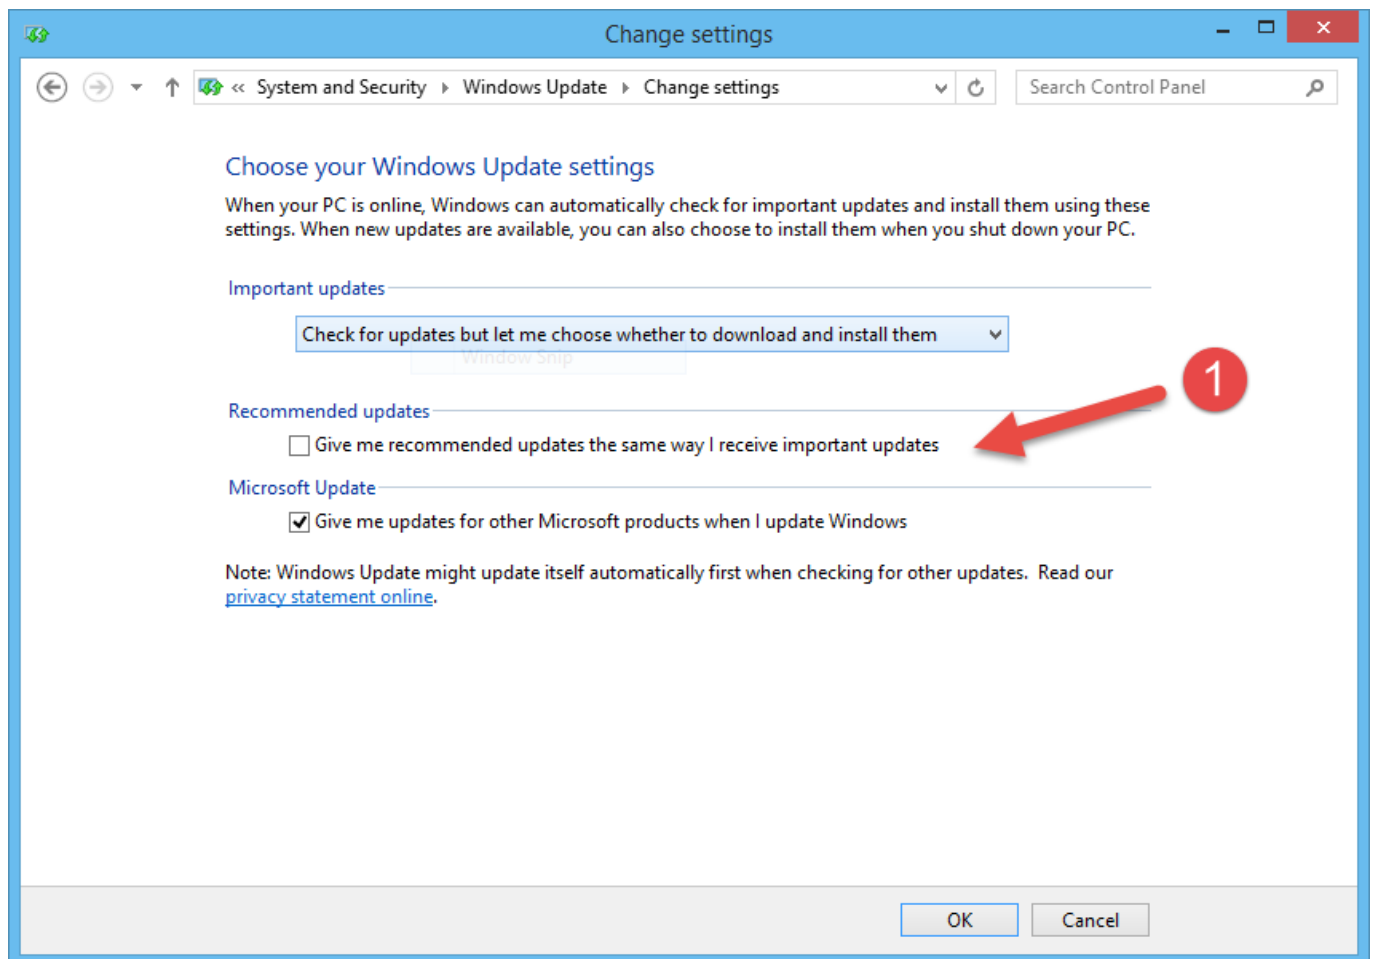 Change settings
« System and Security Windows Update Change settings
Search Control Panel
Choose your Windows Update settings
When your PC is online, Windows can automatically check for important updates and install them using these
settings. When new updates are available, you can also choose to install them when you shut down your PC.
Important updates
Check for updates but let me choose whether to download and install them
Window Snip
1
Recommended updates
Give me recommended updates the same way I receive important updates
Microsoft Update
Give me updates for other Microsoft products when I update Windows
Note: Windows Update might update itself automatically first when checking for other updates. Read our
privacy statement online.
OK Cancel